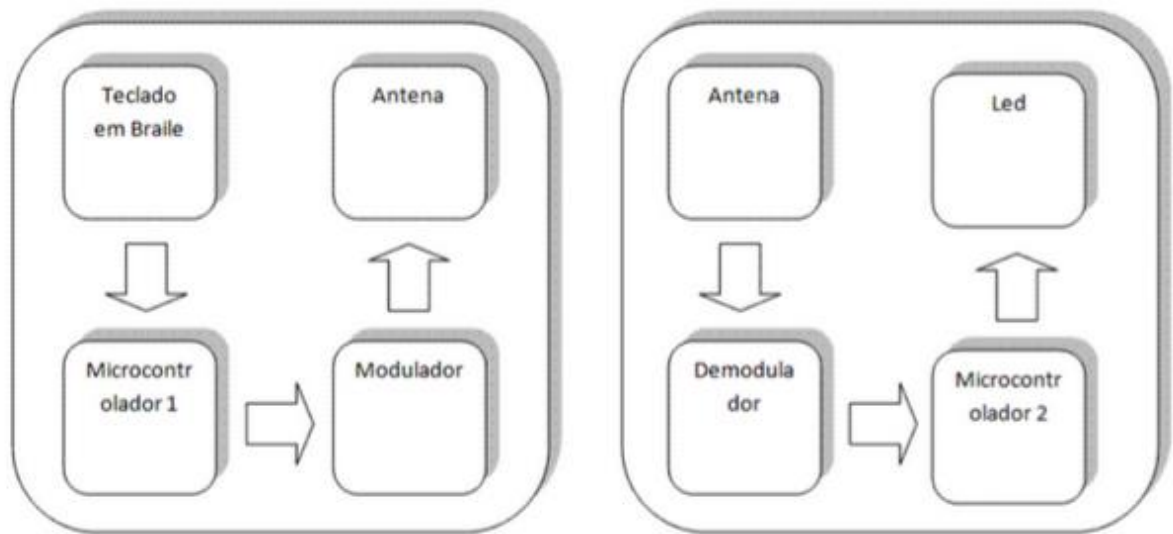 Teclado
em Braile
Antena
Microcontr
olador 1
Modulador
Antena
Led
Demodula
dor
Microcontr
olador 2